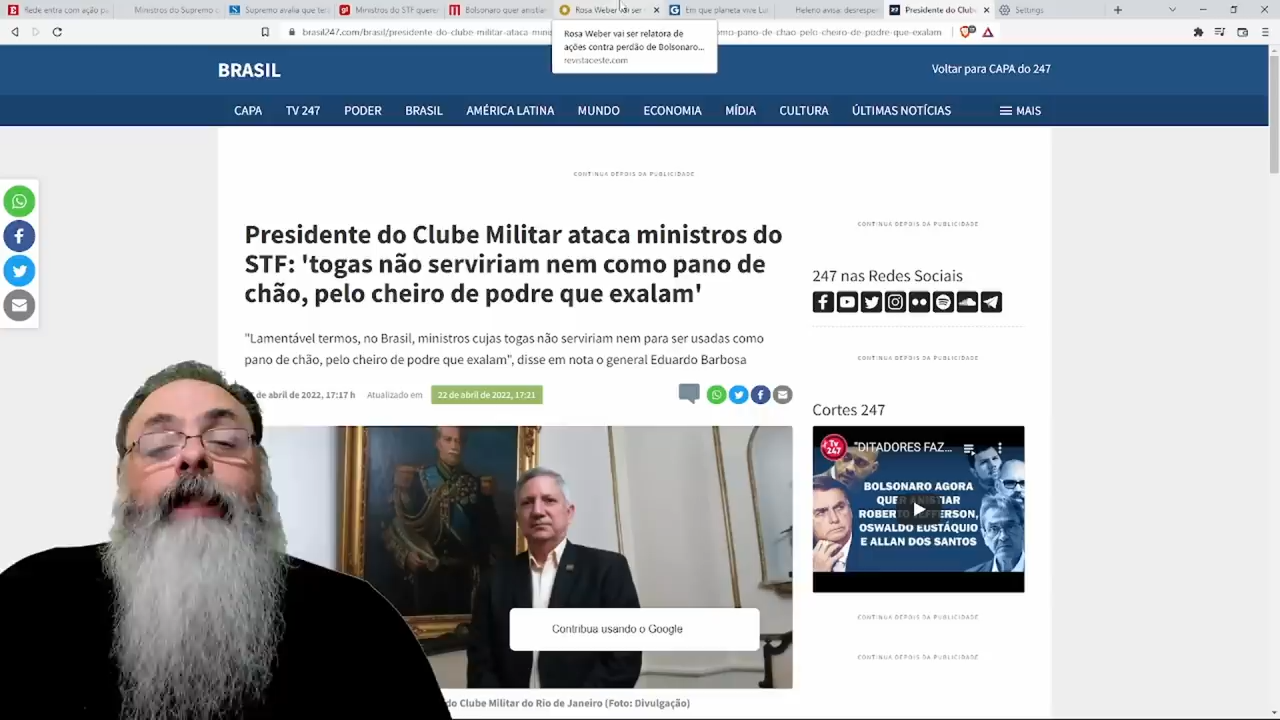 Rede entra com ação pa
Ministros do Supremo c
Supremo avalia que ter
Ministros do STF querem
Bolsonaro quer anistiar
Rosa Weber vai ser
Em que planeta vive Lu
Heleno avisa: desrespe
Presidente do Clube
Settings
brasil247.com/brasil/presidente-do-clube-militar-ataca-minis
omo-pano-de-chao-pelo-cheiro-de-podre-que-exalam
Rosa Weber vai ser relatora de
ações contra perdão de Bolsonaro...
revistaoeste.com
BRASIL
Voltar para CAPA do 247
CAPA TV 247 PODER BRASIL AMÉRICA LATINA MUNDO ECONOMIA MÍDIA CULTURA ÚLTIMAS NOTÍCIAS MAIS
CONTINUA DEPOIS DA PUBLICIDADE
CONTINUA DEPOIS DA PUBLICIDADE
Presidente do Clube Militar ataca ministros do
STF: 'togas não serviriam nem como pano de
chão, pelo cheiro de podre que exalam'
"Lamentável termos, no Brasil, ministros cujas togas não serviriam nem para ser usadas como
pano de chão, pelo cheiro de podre que exalam", disse em nota o general Eduardo Barbosa
de abril de 2022, 17:17 h Atualizado em 22 de abril de 2022, 17:21
247 nas Redes Sociais
CONTINUA DEPOIS DA PUBLICIDADE
Cortes 247
Tv 247
"DITADORES FAZ...
BOLSONARO AGORA
QUER ANISTIAR
ROBERTO JEFFERSON,
OSWALDO EUSTÁQUIO
E ALLAN DOS SANTOS
CONTINUA DEPOIS DA PUBLICIDADE
CONTINUA DEPOIS DA PUBLICIDADE
Contribua usando o Google
do Clube Militar do Rio de Janeiro (Foto: Divulgação)